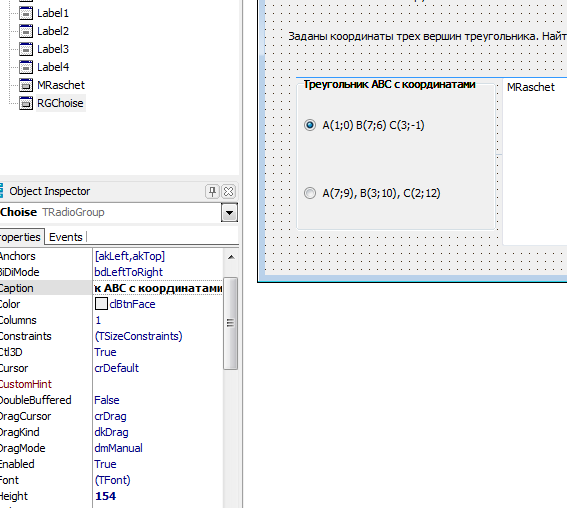 Label1
Label2
Label3
Label4
MRaschet
RGChoise
Object Inspector
Choise TRadioGroup
roperties Events
Anchors [akLeft,akTop]
BiDiMode bdLeftToRight
Caption к ABC с координатами
Color clBtnFace
Columns 1
Constraints (TSizeConstraints)
Ctl3D True
Cursor crDefault
CustomHint
DoubleBuffered False
DragCursor crDrag
DragKind dkDrag
DragMode dmManual
Enabled True
Font (TFont)
Height 154
Заданы координаты трех вершин треугольника. Найт
Треугольник ABC с координатами
A(1;0) B(7;6) C(3;-1)
A(7;9), B(3;10), C(2;12)
MRaschet